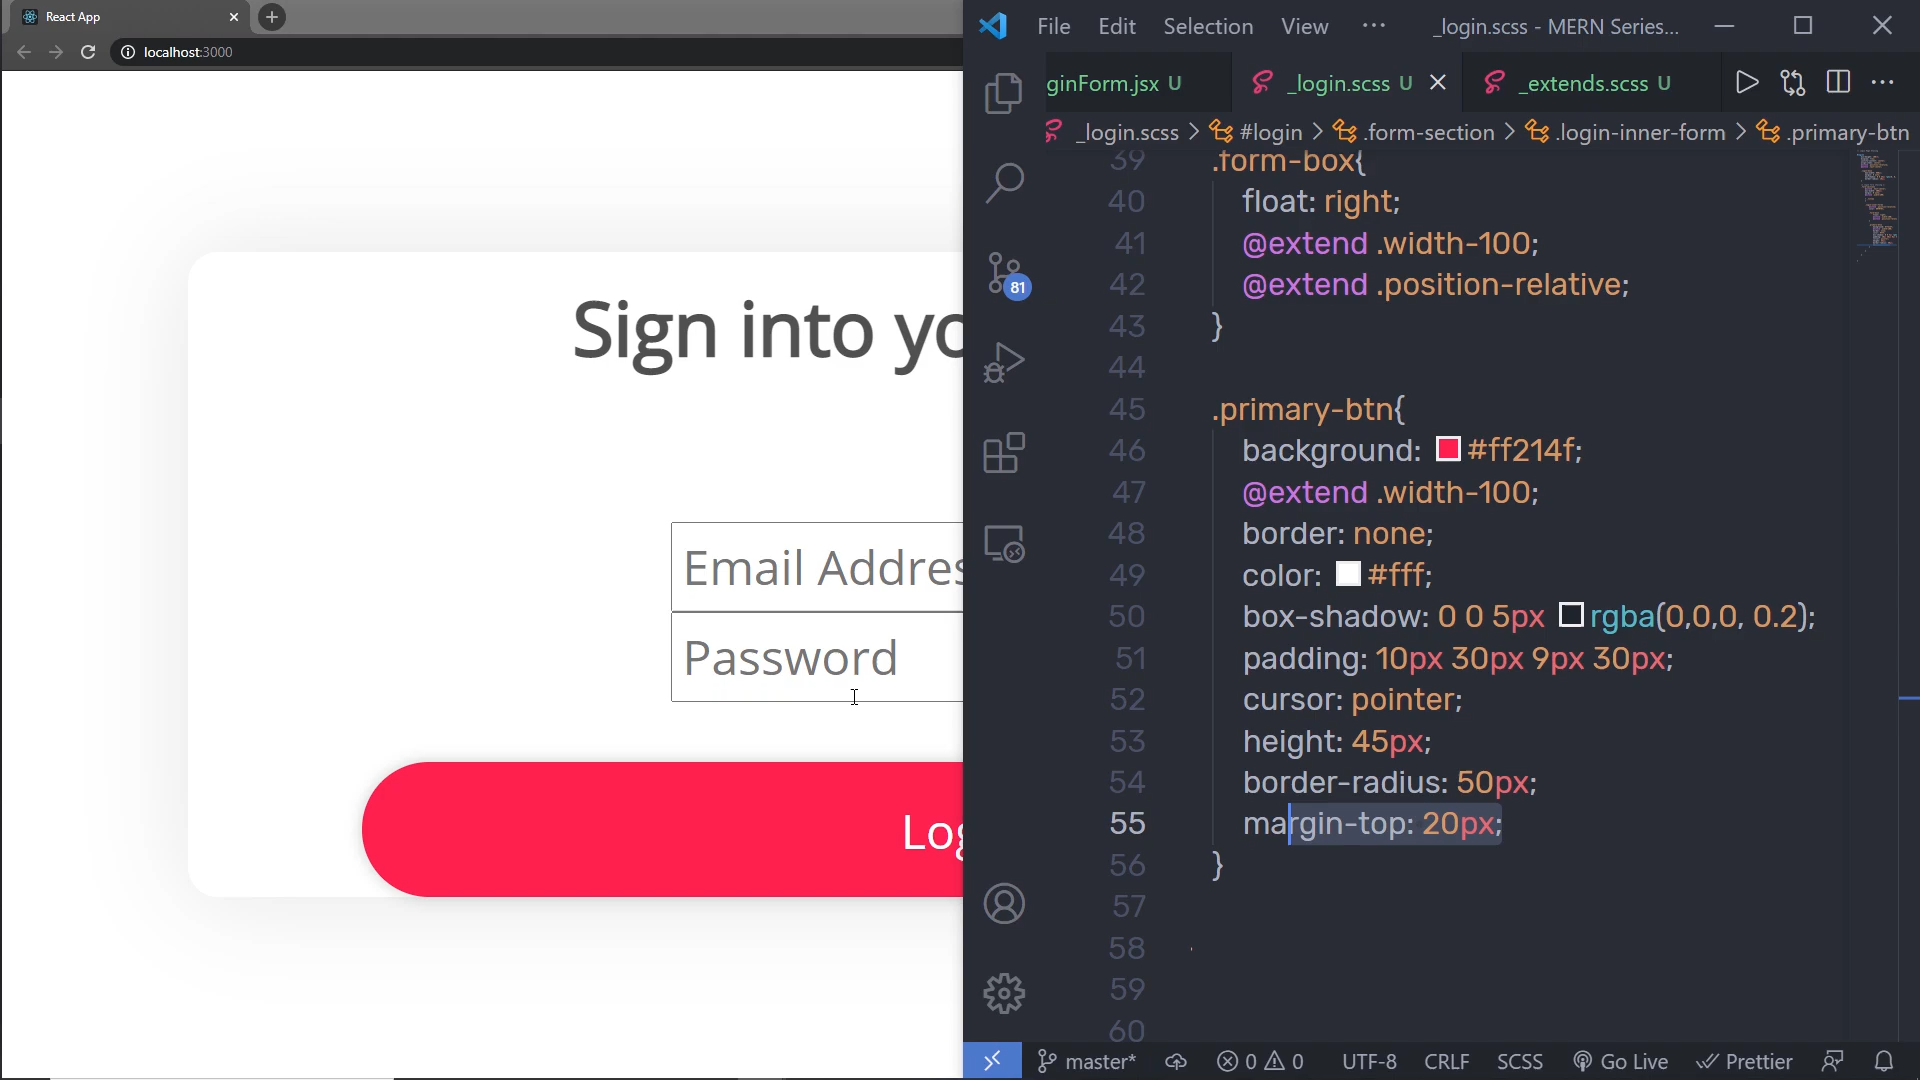 React App
localhost:3000
Sign into yo
Email Addres
Password
Log
File Edit Selection View ··· _login.scss - MERN Series...
ginForm.jsx U _login.scss U _extends.scss U
_login.scss > #login > .form-section > .login-inner-form > .primary-btn
81
39 .form-box{
40 float: right;
41 @extend .width-100;
42 @extend .position-relative;
43 }
44
45 .primary-btn{
46 background: #ff214f;
47 @extend .width-100;
48 border: none;
49 color: #fff;
50 box-shadow: 0 0 5px rgba(0,0,0, 0.2);
51 padding: 10px 30px 9px 30px;
52 cursor: pointer;
53 height: 45px;
54 border-radius: 50px;
55 margin-top: 20px;
56 }
57
58
59
60
master* 0 0 UTF-8 CRLF SCSS Go Live Prettier